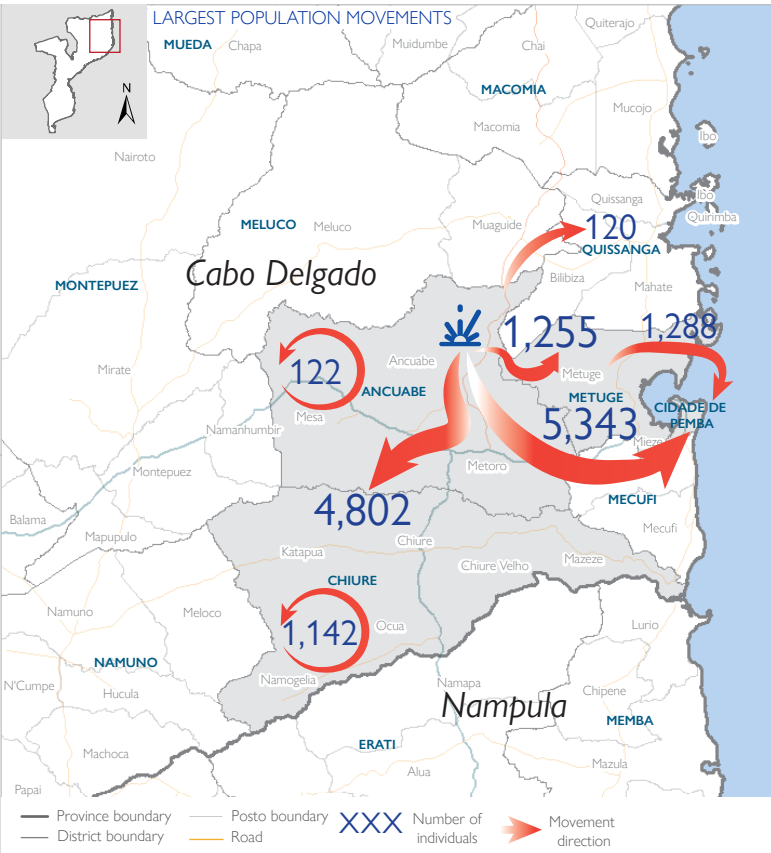 LARGEST POPULATION MOVEMENTS
N
MUEDA
Chapa
Muidumbe
Chai
Quiterajo
MACOMIA
Macomia
Mucojo
Nairoto
Ibo
Quissanga
Ibo
Quirimba
MELUCO
Meluco
Muaguide
120
QUISSANGA
Cabo Delgado
MONTEPUEZ
Bilibiza
Mahate
1,255
1,288
Mirate
122
Ancuabe
ANCUABE
Metuge
METUGE
CIDADE DE
PEMBA
Mesa
5,343
Namanhumbir
Mieze
Montepuez
Metoro
MECUFI
4,802
Balama
Mecufi
Mapupulo
Chiure
Katapua
Chiure Velho
Mazeze
CHIURE
Namuno
Meloco
1,142
Ocua
Lurio
NAMUNO
N'Cumpe
Hucula
Namogelia
Namapa
Chipene
Nampula
MEMBA
ERATI
Machoca
Alua
Mazula
Papai
Province boundary
Posto boundary
XXX
Number of
individuals
Movement
direction
District boundary
Road